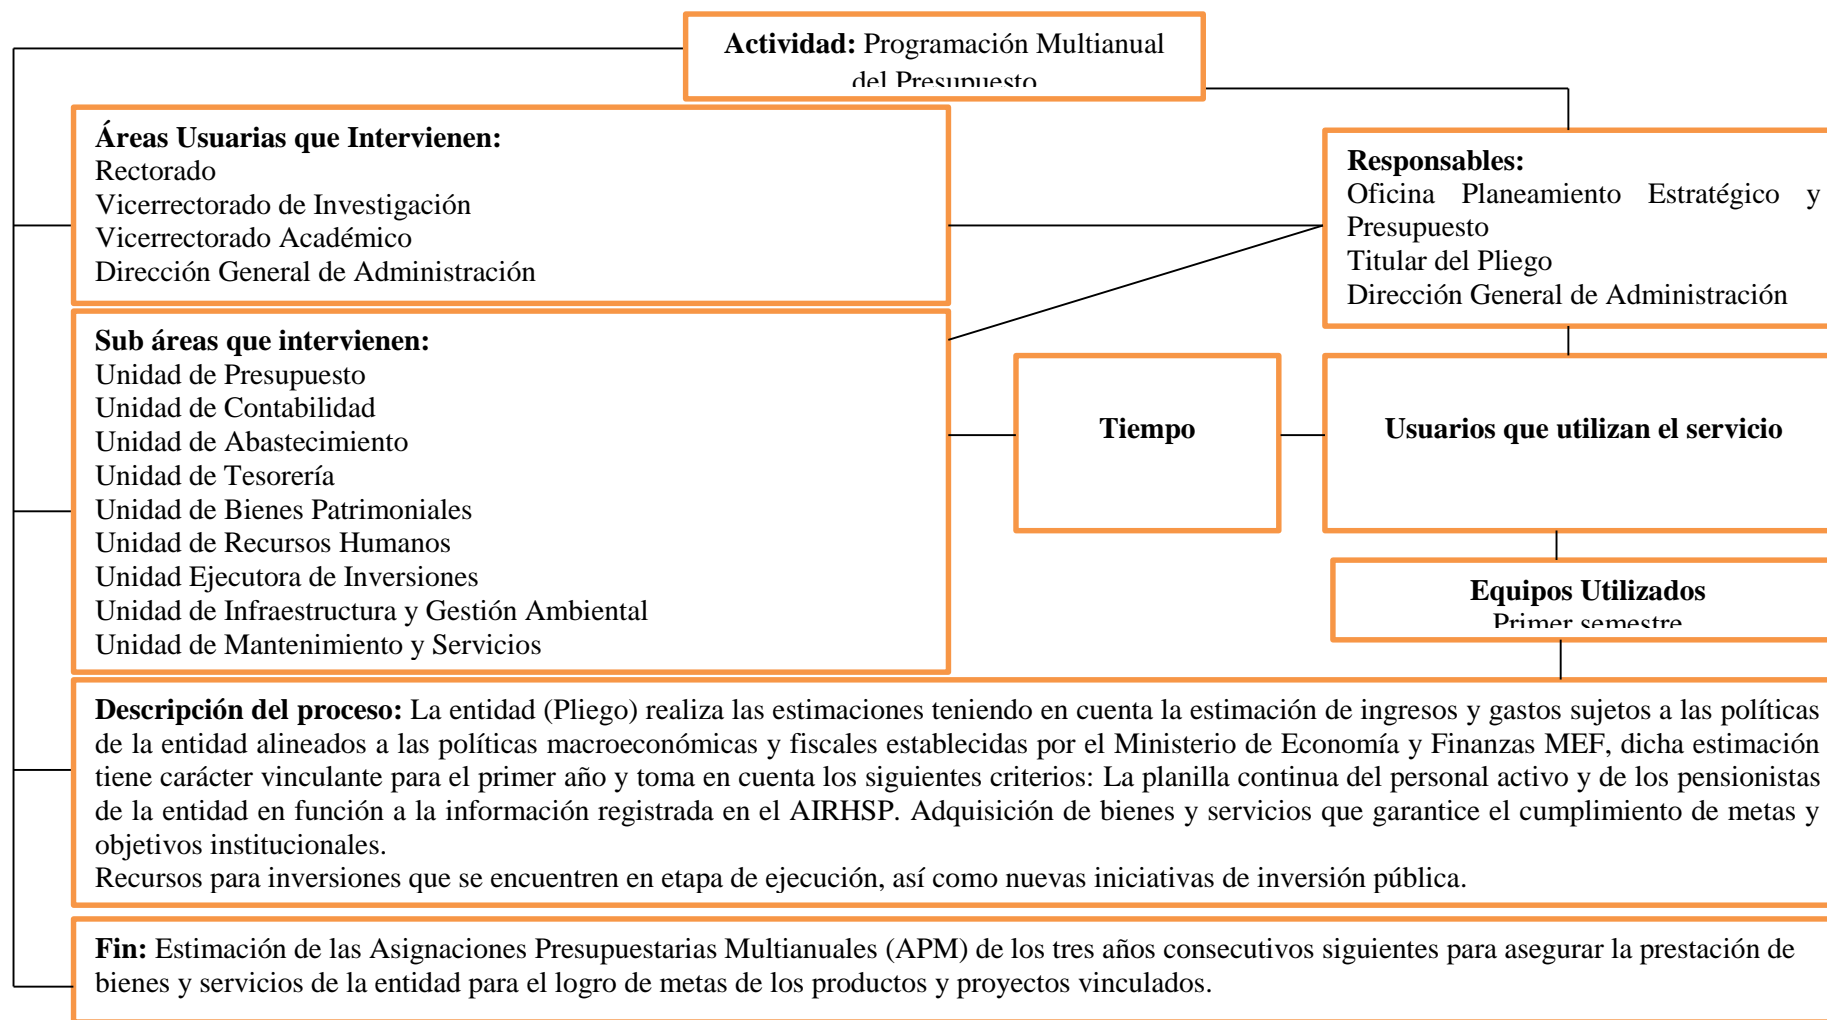 Actividad: Programación Multianual
del Presupuesto
Áreas Usuarias que Intervienen:
Rectorado
Vicerrectorado de Investigación
Vicerrectorado Académico
Dirección General de Administración
Responsables:
Oficina Planeamiento Estratégico y
Presupuesto
Titular del Pliego
Dirección General de Administración
Sub áreas que intervienen:
Unidad de Presupuesto
Unidad de Contabilidad
Unidad de Abastecimiento
Unidad de Tesorería
Unidad de Bienes Patrimoniales
Unidad de Recursos Humanos
Unidad Ejecutora de Inversiones
Unidad de Infraestructura y Gestión Ambiental
Unidad de Mantenimiento y Servicios
Tiempo
Usuarios que utilizan el servicio
Equipos Utilizados
Primer semestre
Descripción del proceso: La entidad (Pliego) realiza las estimaciones teniendo en cuenta la estimación de ingresos y gastos sujetos a las políticas
de la entidad alineados a las políticas macroeconómicas y fiscales establecidas por el Ministerio de Economía y Finanzas MEF, dicha estimación
tiene carácter vinculante para el primer año y toma en cuenta los siguientes criterios: La planilla continua del personal activo y de los pensionistas
de la entidad en función a la información registrada en el AIRHSP. Adquisición de bienes y servicios que garantice el cumplimiento de metas y
objetivos institucionales.
Recursos para inversiones que se encuentren en etapa de ejecución, así como nuevas iniciativas de inversión pública.
Fin: Estimación de las Asignaciones Presupuestarias Multianuales (APM) de los tres años consecutivos siguientes para asegurar la prestación de
bienes y servicios de la entidad para el logro de metas de los productos y proyectos vinculados.